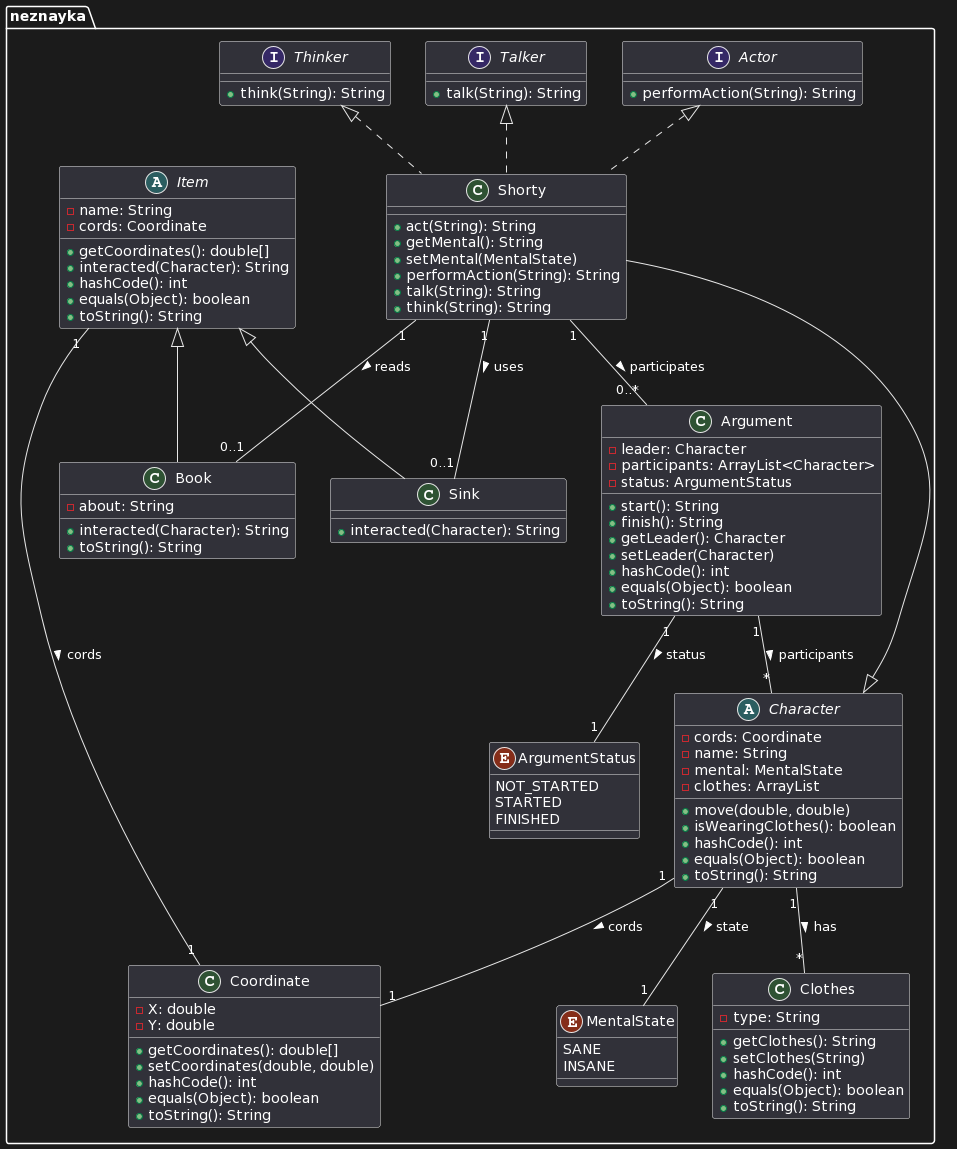 neznayka
I Thinker
think(String): String
I Talker
talk(String): String
I Actor
performAction(String): String
A Item
name: String
cords: Coordinate
getCoordinates(): double[]
interacted(Character): String
hashCode(): int
equals(Object): boolean
toString(): String
C Shorty
act(String): String
getMental(): String
setMental(MentalState)
performAction(String): String
talk(String): String
think(String): String
1
1
1
1
reads
uses
participates
0..1
0..1
0..*
C Book
about: String
interacted(Character): String
toString(): String
C Sink
interacted(Character): String
C Argument
leader: Character
participants: ArrayList<Character>
status: ArgumentStatus
start(): String
finish(): String
getLeader(): Character
setLeader(Character)
hashCode(): int
equals(Object): boolean
toString(): String
1
1
cords
status
participants
1
*
E ArgumentStatus
NOT_STARTED
STARTED
FINISHED
A Character
cords: Coordinate
name: String
mental: MentalState
clothes: ArrayList
move(double, double)
isWearingClothes(): boolean
hashCode(): int
equals(Object): boolean
toString(): String
1
1
1
cords
state
has
1
1
1
*
C Coordinate
X: double
Y: double
getCoordinates(): double[]
setCoordinates(double, double)
hashCode(): int
equals(Object): boolean
toString(): String
E MentalState
SANE
INSANE
C Clothes
type: String
getClothes(): String
setClothes(String)
hashCode(): int
equals(Object): boolean
toString(): String